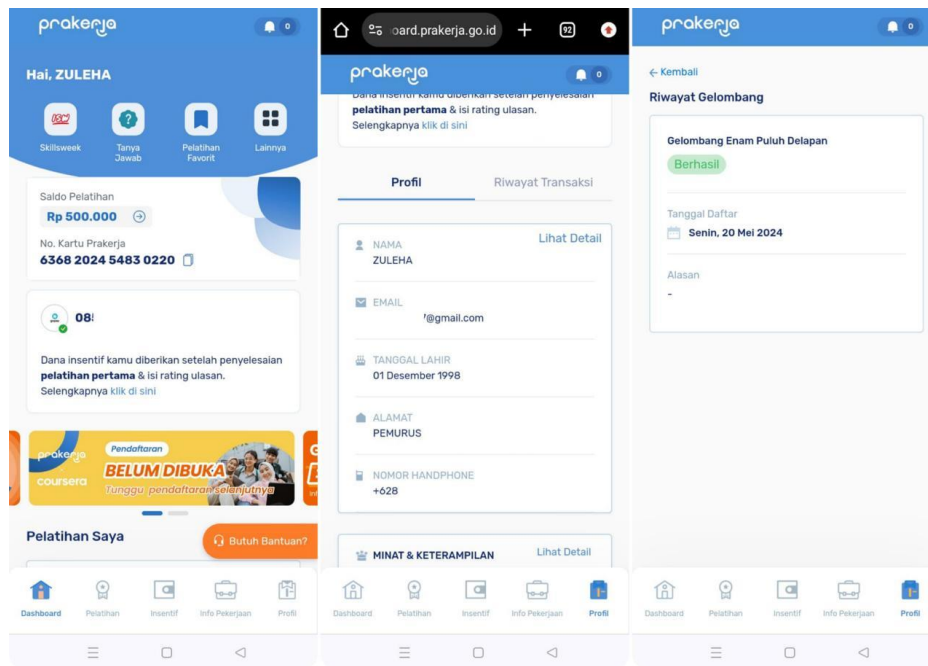 prakerja
0
Hai, ZULEHA
Skillsweek
Tanya
Jawab
Pelatihan
Favorit
Lainnya
Saldo Pelatihan
Rp 500.000
No. Kartu Prakerja
6368 2024 5483 0220
08
Dana insentif kamu diberikan setelah penyelesaian
pelatihan pertama & isi rating ulasan.
Selengkapnya klik di sini
prakerja
coursera
Pendaftaran
BELUM DIBUKA
Tunggu pendaftaran selanjutnya
Pelatihan Saya
Butuh Bantuan?
Dashboard
Pelatihan
Insentif
Info Pekerjaan
Profil
oard.prakerja.go.id
92
prakerja
0
Dana insentif kamu diberikan setelah penyelesaian
pelatihan pertama & isi rating ulasan.
Selengkapnya klik di sini
Profil
Riwayat Transaksi
Lihat Detail
NAMA
ZULEHA
EMAIL
@gmail.com
TANGGAL LAHIR
01 Desember 1998
ALAMAT
PEMURUS
NOMOR HANDPHONE
+628
MINAT & KETERAMPILAN
Lihat Detail
Dashboard
Pelatihan
Insentif
Info Pekerjaan
Profil
prakerja
0
Kembali
Riwayat Gelombang
Gelombang Enam Puluh Delapan
Berhasil
Tanggal Daftar
Senin, 20 Mei 2024
Alasan
-
Dashboard
Pelatihan
Insentif
Info Pekerjaan
Profil